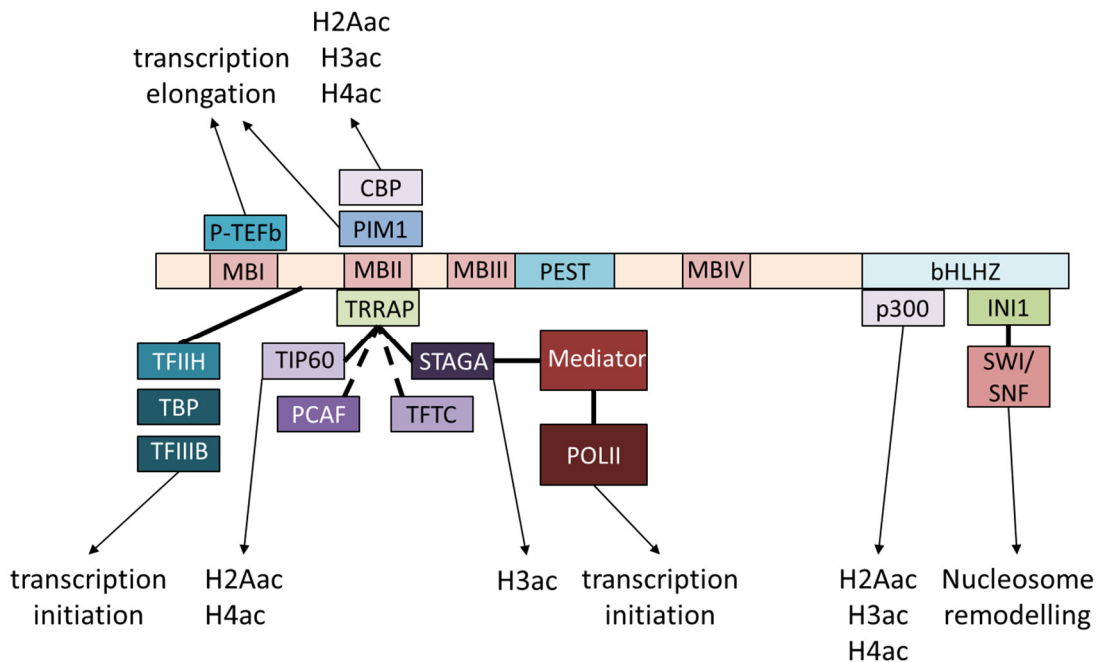 H2Aac
H3ac
H4ac
transcription
elongation
CBP
P-TEFb
PIM1
MBI
MBII
MBIII
PEST
MBIV
bHLHZ
TRRAP
p300
INI1
TFIIH
TIP60
STAGA
Mediator
SWI/
SNF
TBP
PCAF
TFTC
TFIIIB
POLII
transcription
initiation
H2Aac
H4ac
H3ac
transcription
initiation
H2Aac
H3ac
H4ac
Nucleosome
remodelling